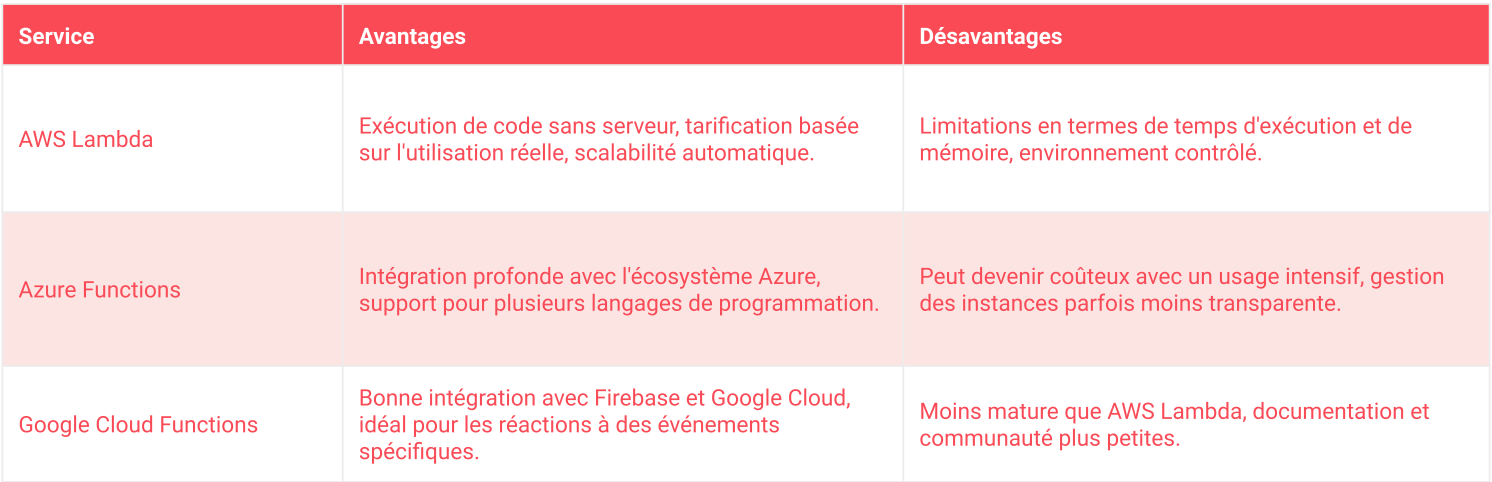 Service
Avantages
Désavantages
AWS Lambda
Exécution de code sans serveur, tarification basée
sur l'utilisation réelle, scalabilité automatique.
Limitations en termes de temps d'exécution et de
mémoire, environnement contrôlé.
Azure Functions
Intégration profonde avec l'écosystème Azure,
support pour plusieurs langages de programmation.
Peut devenir coûteux avec un usage intensif, gestion
des instances parfois moins transparente.
Google Cloud Functions
Bonne intégration avec Firebase et Google Cloud,
idéal pour les réactions à des événements
spécifiques.
Moins mature que AWS Lambda, documentation et
communauté plus petites.